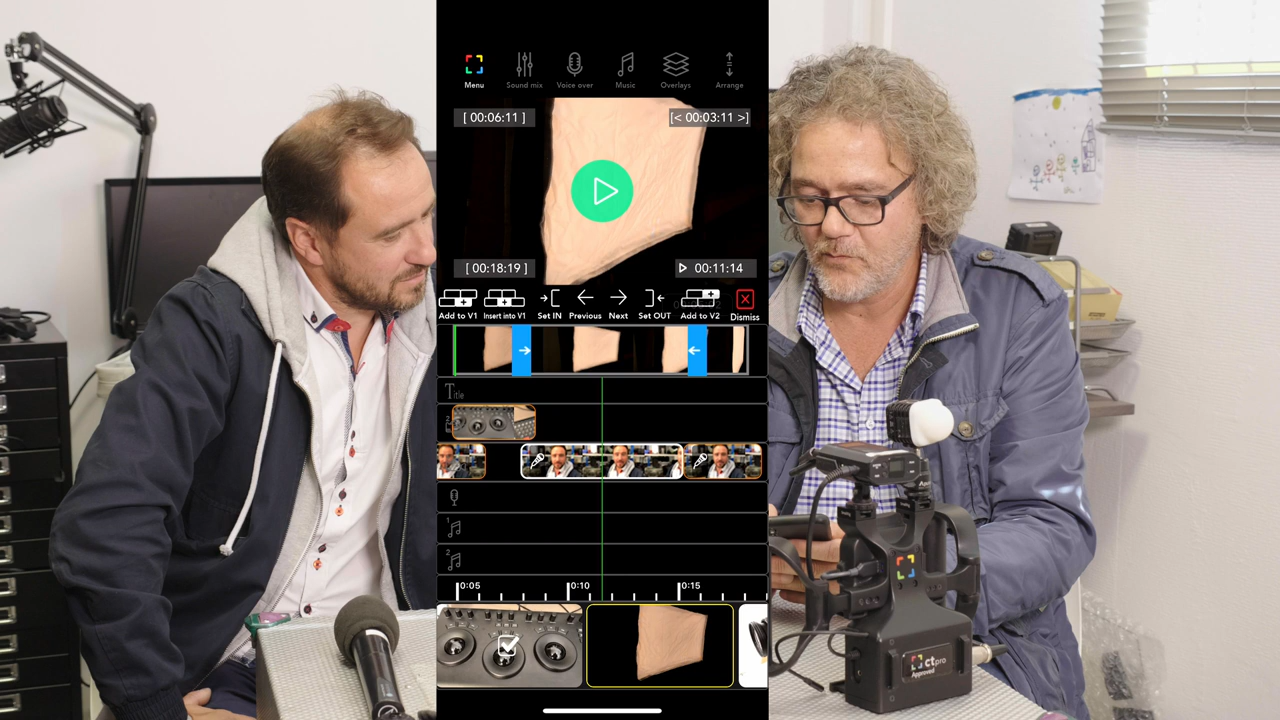 Menu Sound mix Voice over Music Overlays Arrange
[ 00:06:11 ] [< 00:03:11 >]
[ 00:18:19 ] 00:11:14
Add to V1 Insert into V1 Set IN Previous Next Set OUT Add to V2 Dismiss
Title
1
2
0:05 0:10 0:15
ctpro
Approved